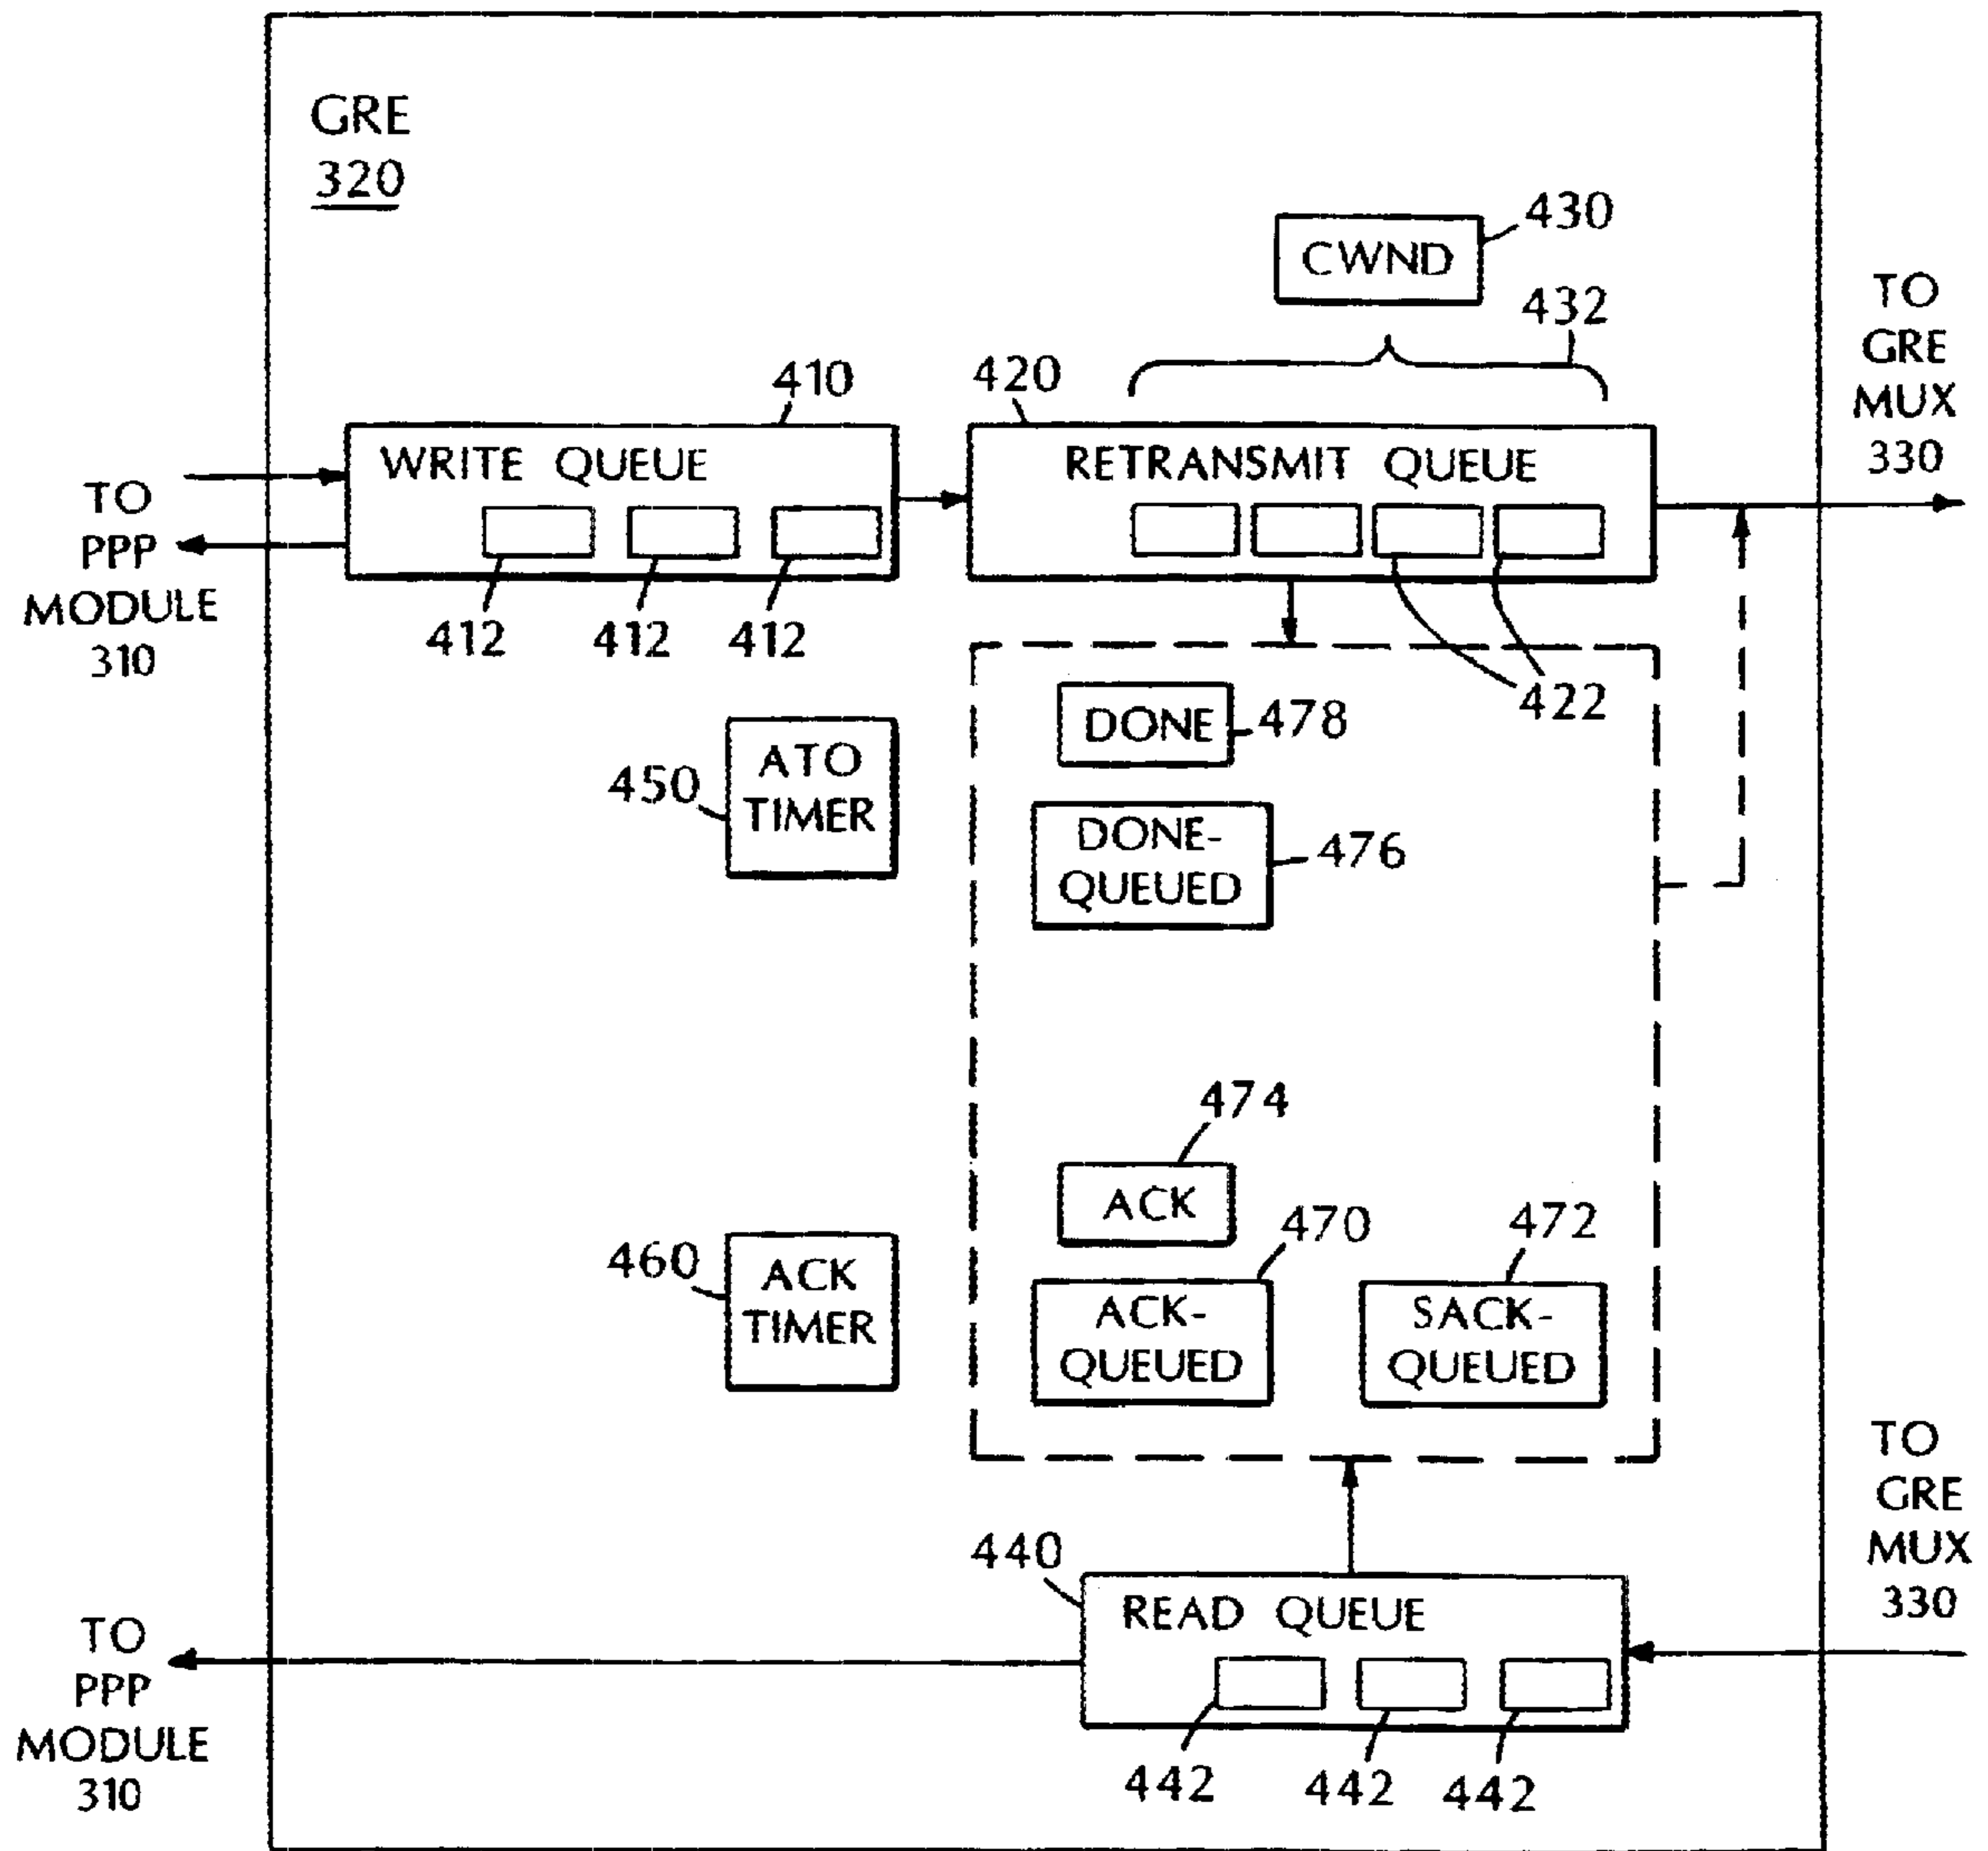 GRE
320
430
CWND
432
TO
GRE
MUX
330
410
420
WRITE QUEUE
RETRANSMIT QUEUE
TO
PPP
MODULE
310
412
412
412
422
DONE
478
450
ATO
TIMER
DONE-
QUEUED
476
474
ACK
470
472
460
ACK
TIMER
ACK-
QUEUED
SACK-
QUEUED
TO
GRE
MUX
330
440
READ QUEUE
TO
PPP
MODULE
310
442
442
442